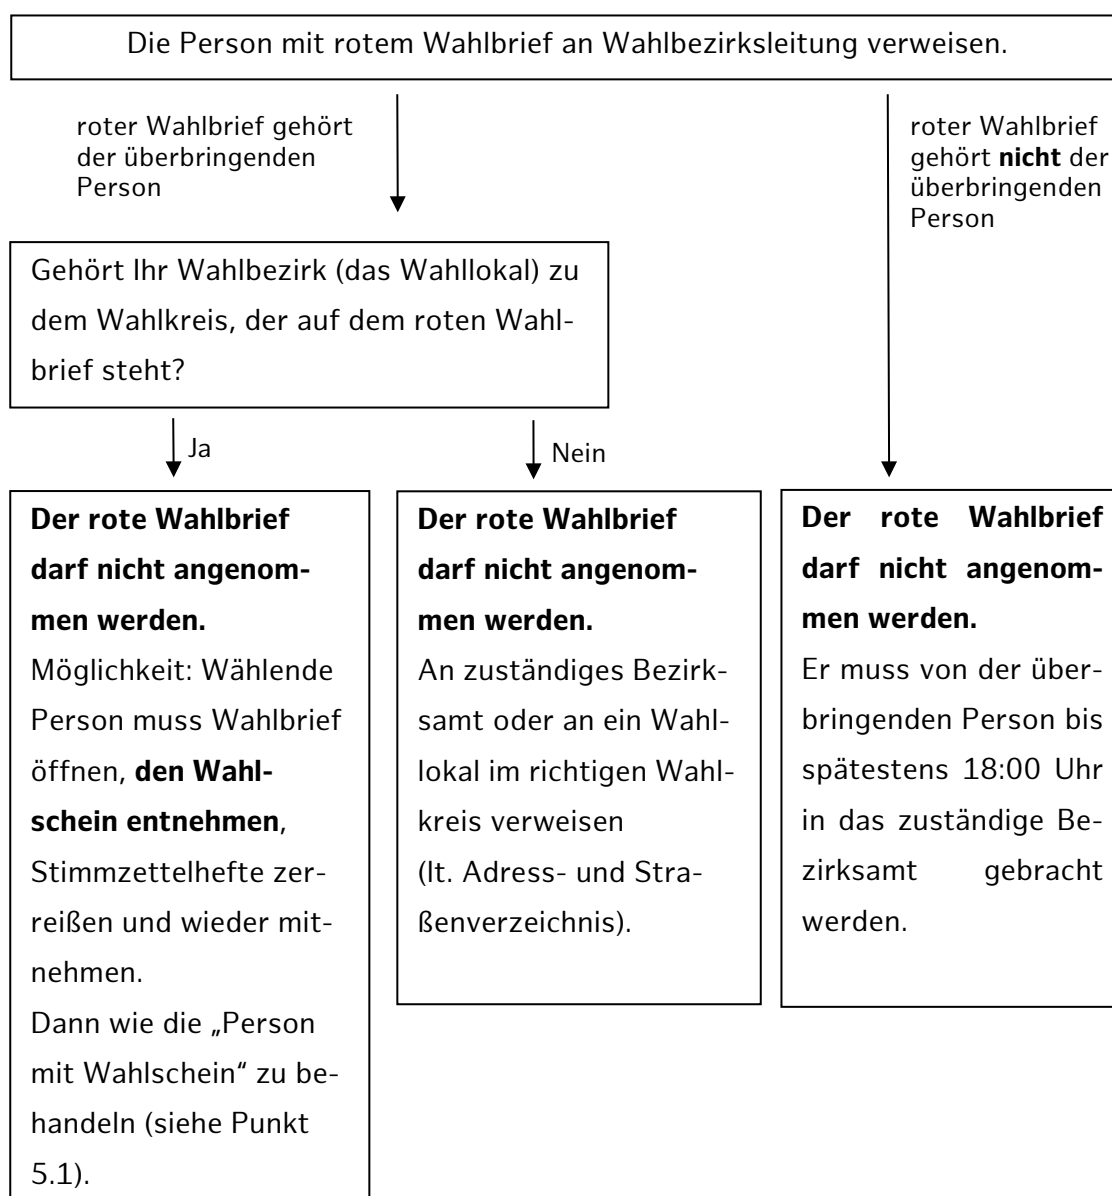 Die Person mit rotem Wahlbrief an Wahlbezirksleitung verweisen.
roter Wahlbrief gehört
der überbringenden
Person
roter Wahlbrief
gehört nicht der
überbringenden
Person
Gehört Ihr Wahlbezirk (das Wahllokal) zu
dem Wahlkreis, der auf dem roten Wahl-
brief steht?
Ja
Nein
Der rote Wahlbrief
darf nicht angenom-
men werden.
Möglichkeit: Wählende
Person muss Wahlbrief
öffnen, den Wahl-
schein entnehmen,
Stimmzettelhefte zer-
reißen und wieder mit-
nehmen.
Dann wie die „Person
mit Wahlschein“ zu be-
handeln (siehe Punkt
5.1).
Der rote Wahlbrief
darf nicht angenom-
men werden.
An zuständiges Bezirk-
samt oder an ein Wahl-
lokal im richtigen Wahl-
kreis verweisen
(lt. Adress- und Stra-
ßenverzeichnis).
Der rote Wahlbrief
darf nicht angenom-
men werden.
Er muss von der über-
bringenden Person bis
spätestens 18:00 Uhr
in das zuständige Be-
zirksamt gebracht
werden.